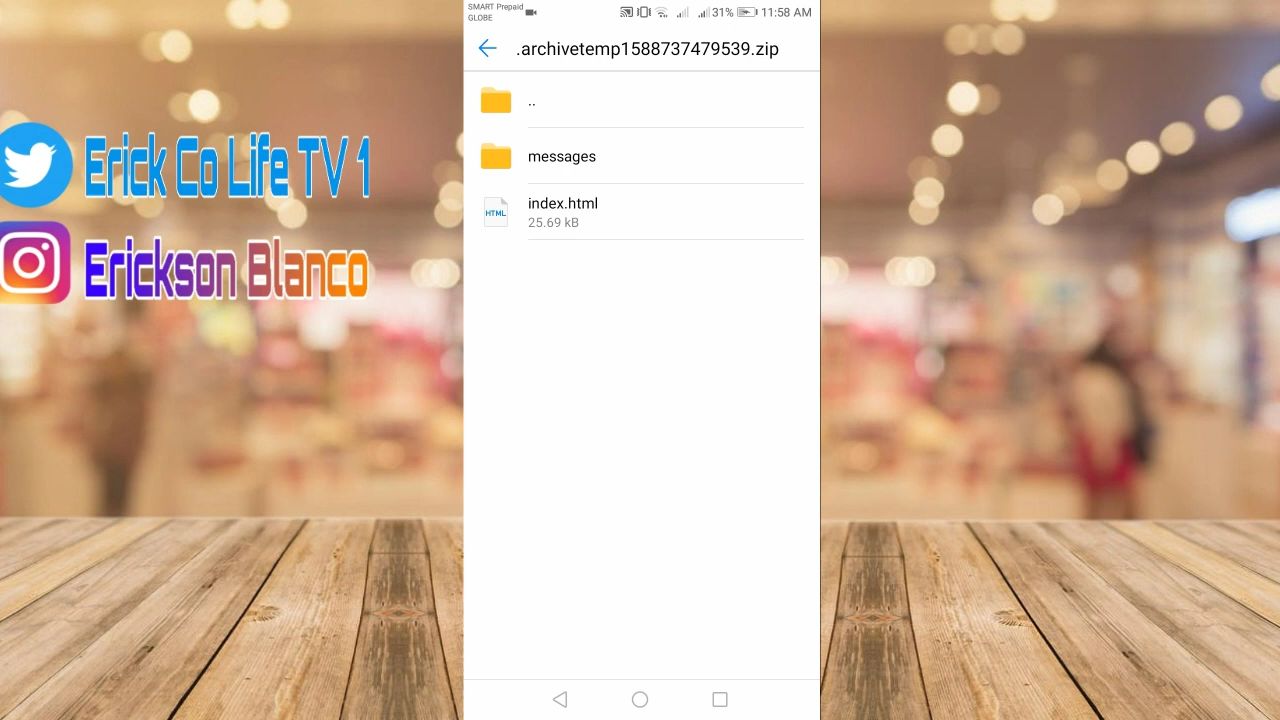 Erick Co Life TV 1
Erickson Blanco
SMART Prepaid
GLOBE
31%
11:58 AM
.archivetemp1588737479539.zip
..
messages
HTML
index.html
25.69 kB